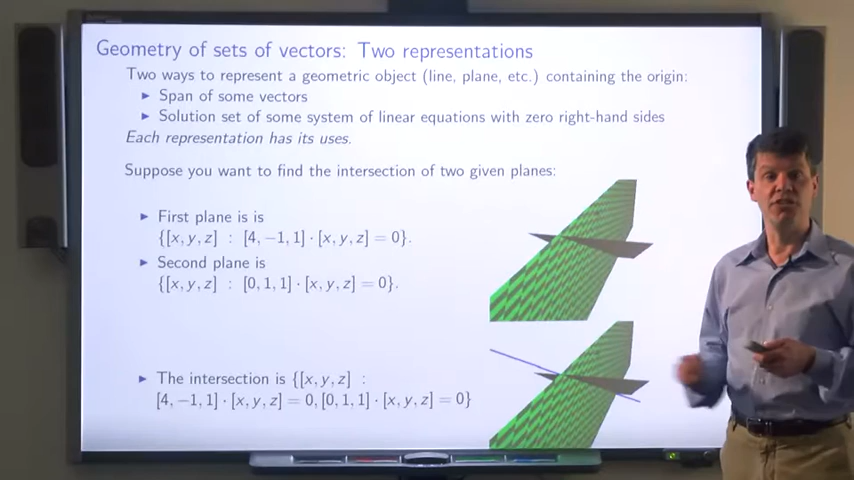 Geometry of sets of vectors: Two representations
Two ways to represent a geometric object (line, plane, etc.) containing the origin:
► Span of some vectors
► Solution set of some system of linear equations with zero right-hand sides
Each representation has its uses.
Suppose you want to find the intersection of two given planes:
► First plane is is
{[x, y, z] : [4, −1, 1] · [x, y, z] = 0}.
► Second plane is
{[x, y, z] : [0, 1, 1] · [x, y, z] = 0}.
► The intersection is {[x, y, z] :
[4, −1, 1] · [x, y, z] = 0, [0, 1, 1] · [x, y, z] = 0}